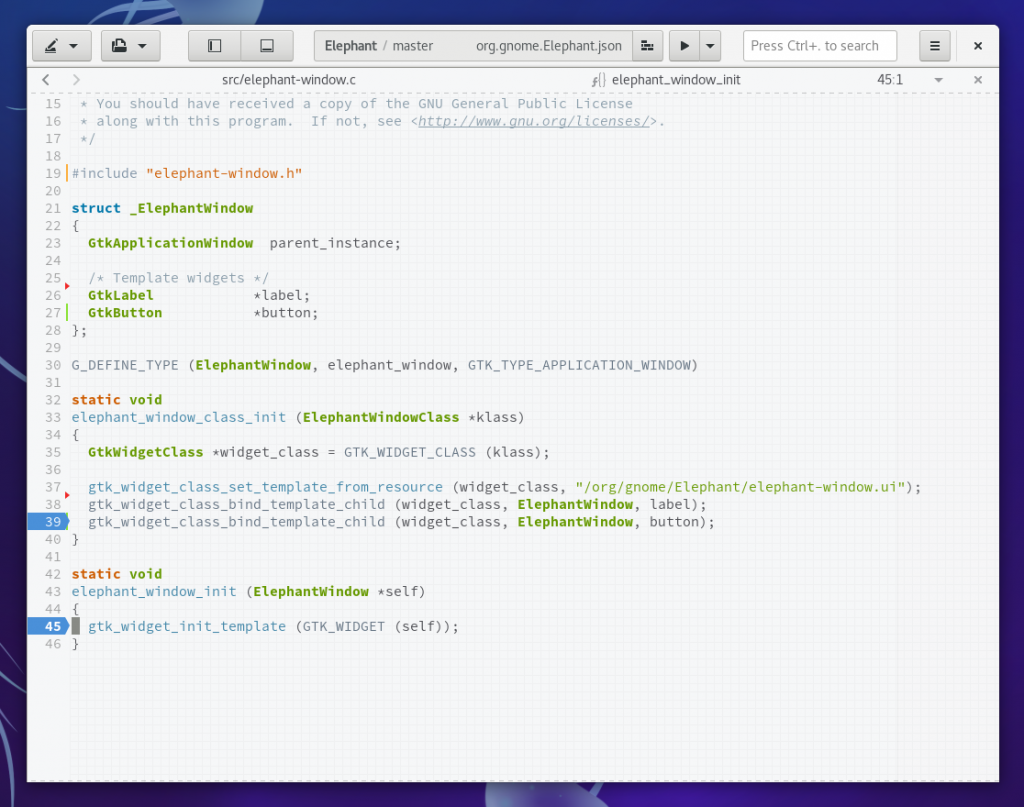 Elephant / master org.gnome.Elephant.json Press Ctrl+. to search
src/elephant-window.c f{} elephant_window_init 45:1
15  * You should have received a copy of the GNU General Public License
16  * along with this program.  If not, see <http://www.gnu.org/licenses/>.
17  */
18
19 #include "elephant-window.h"
20
21 struct _ElephantWindow
22 {
23   GtkApplicationWindow  parent_instance;
24
25   /* Template widgets */
26   GtkLabel            *label;
27   GtkButton           *button;
28 };
29
30 G_DEFINE_TYPE (ElephantWindow, elephant_window, GTK_TYPE_APPLICATION_WINDOW)
31
32 static void
33 elephant_window_class_init (ElephantWindowClass *klass)
34 {
35   GtkWidgetClass *widget_class = GTK_WIDGET_CLASS (klass);
36
37   gtk_widget_class_set_template_from_resource (widget_class, "/org/gnome/Elephant/elephant-window.ui");
38   gtk_widget_class_bind_template_child (widget_class, ElephantWindow, label);
39   gtk_widget_class_bind_template_child (widget_class, ElephantWindow, button);
40 }
41
42 static void
43 elephant_window_init (ElephantWindow *self)
44 {
45   gtk_widget_init_template (GTK_WIDGET (self));
46 }